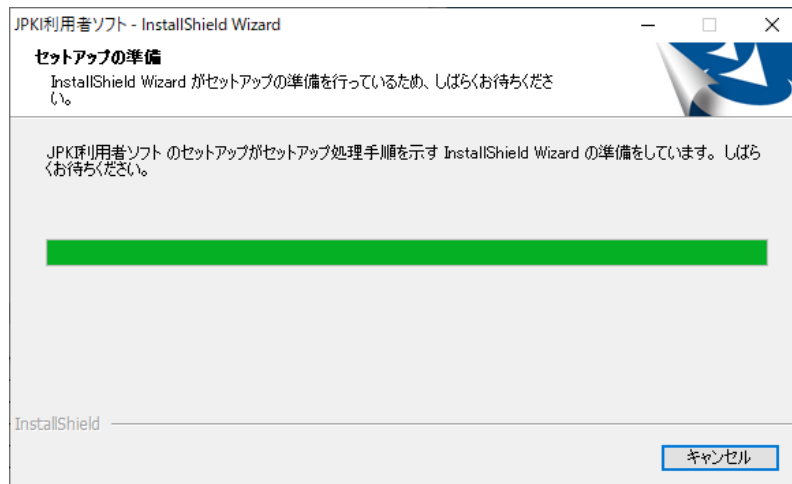 JPKI利用者ソフト - InstallShield Wizard
セットアップの準備
InstallShield Wizard がセットアップの準備を行っているため、しばらくお待ちくださ
い。
JPKI利用者ソフト のセットアップがセットアップ処理手順を示す InstallShield Wizard の準備をしています。しばら
くお待ちください。
InstallShield
キャンセル